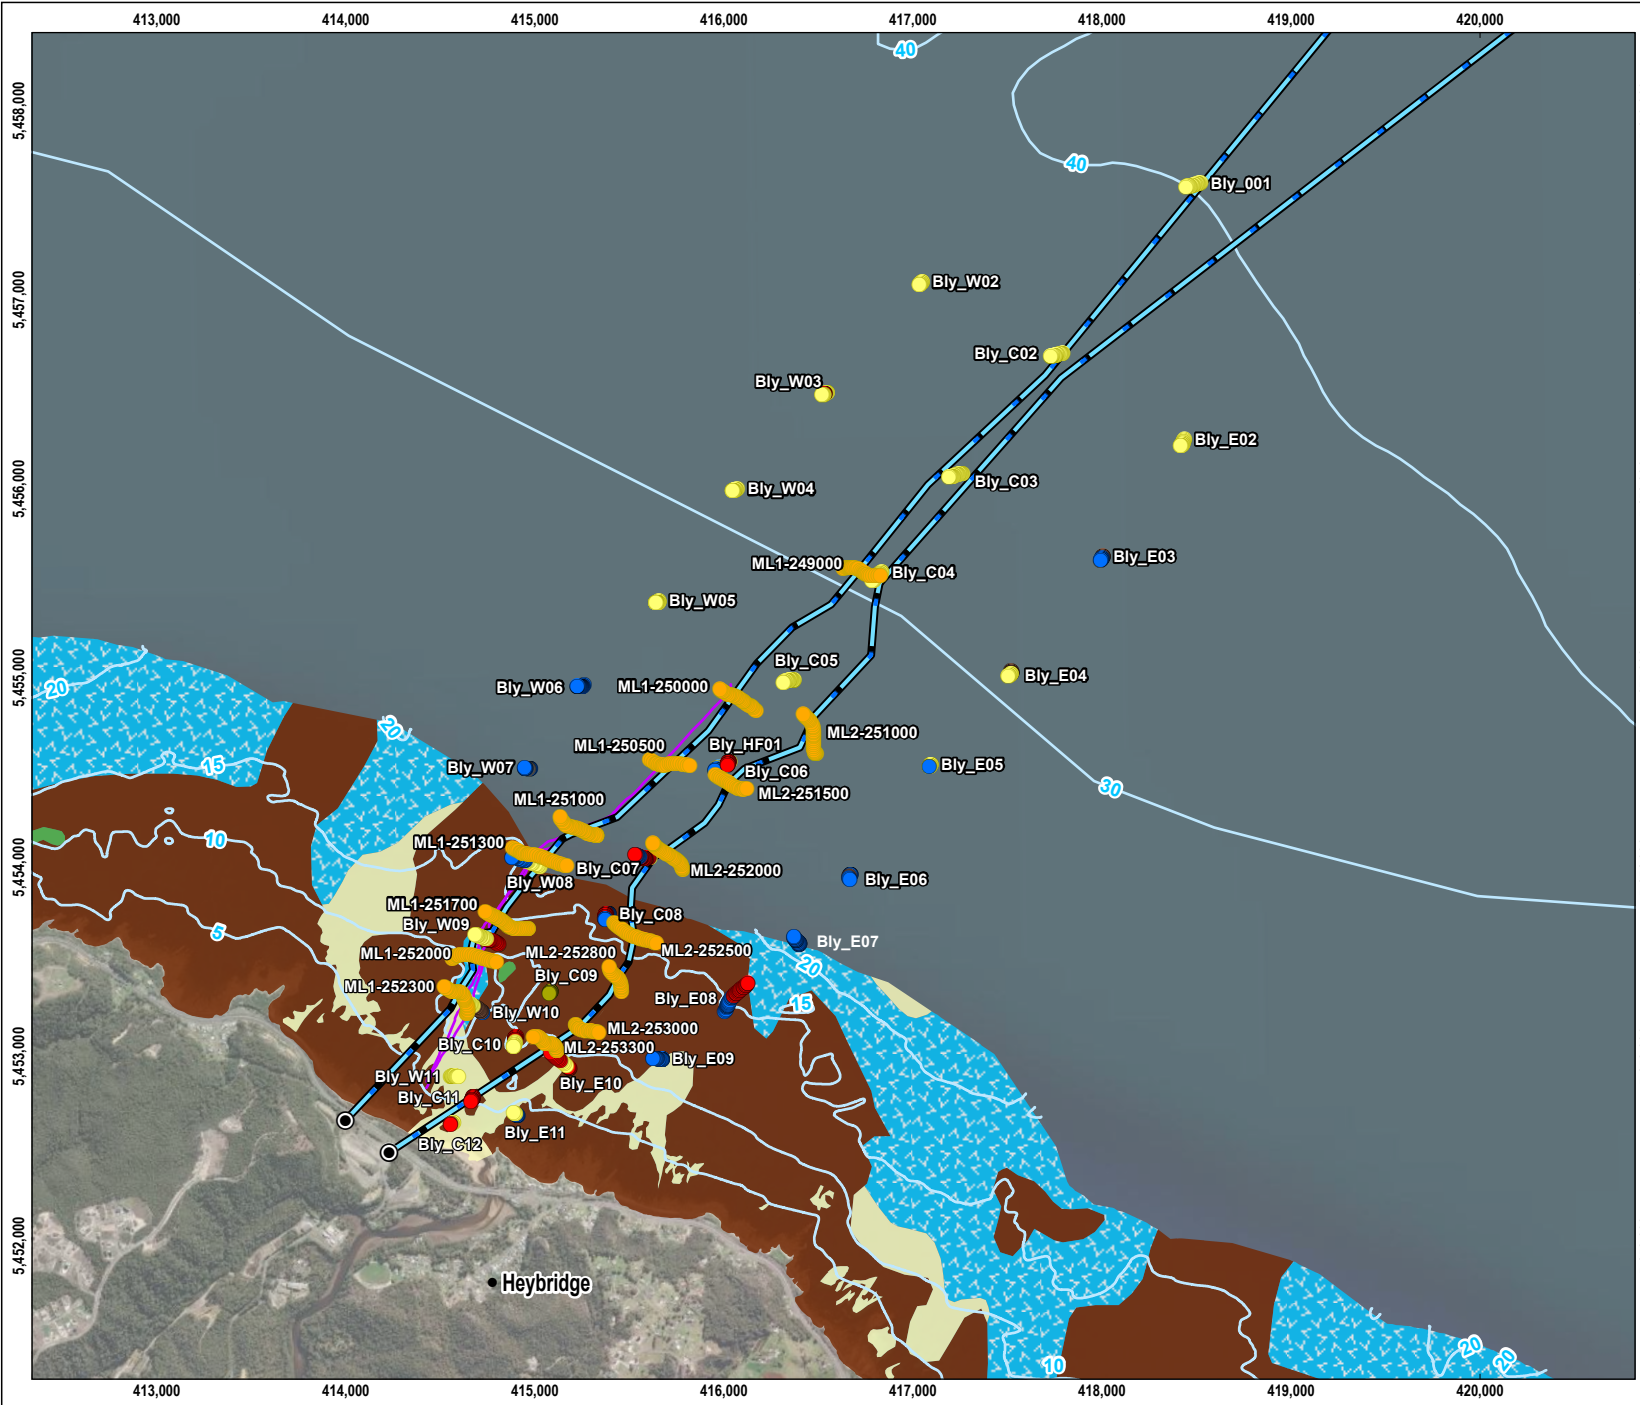 413,000 414,000 415,000 416,000 417,000 418,000 419,000 420,000
40
5,458,000
40
Bly_001
5,457,000
Bly_W02
Bly_C02
Bly_W03
Bly_E02
5,456,000
Bly_C03
Bly_W04
Bly_E03
ML1-249000
Bly_C04
Bly_W05
5,455,000
Bly_C05
Bly_E04
20
Bly_W06
ML1-250000
20
ML2-251000
ML1-250500
Bly_HF01
15
Bly_W07
Bly_C06
Bly_E05
30
ML2-251500
ML1-251000
10
ML1-251300
5,454,000
Bly_C07
ML2-252000
Bly_W08
Bly_E06
ML1-251700
Bly_C08
Bly_W09
5
Bly_E07
ML1-252000
ML2-252800
ML2-252500
20
Bly_C09
ML1-252300
Bly_E08
15
Bly_W10
ML2-253000
5,453,000
Bly_C10
ML2-253300
Bly_E09
Bly_W11
Bly_E10
Bly_C11
Bly_E11
Bly_C12
5,452,000
Heybridge
20
20
10
413,000 414,000 415,000 416,000 417,000 418,000 419,000 420,000